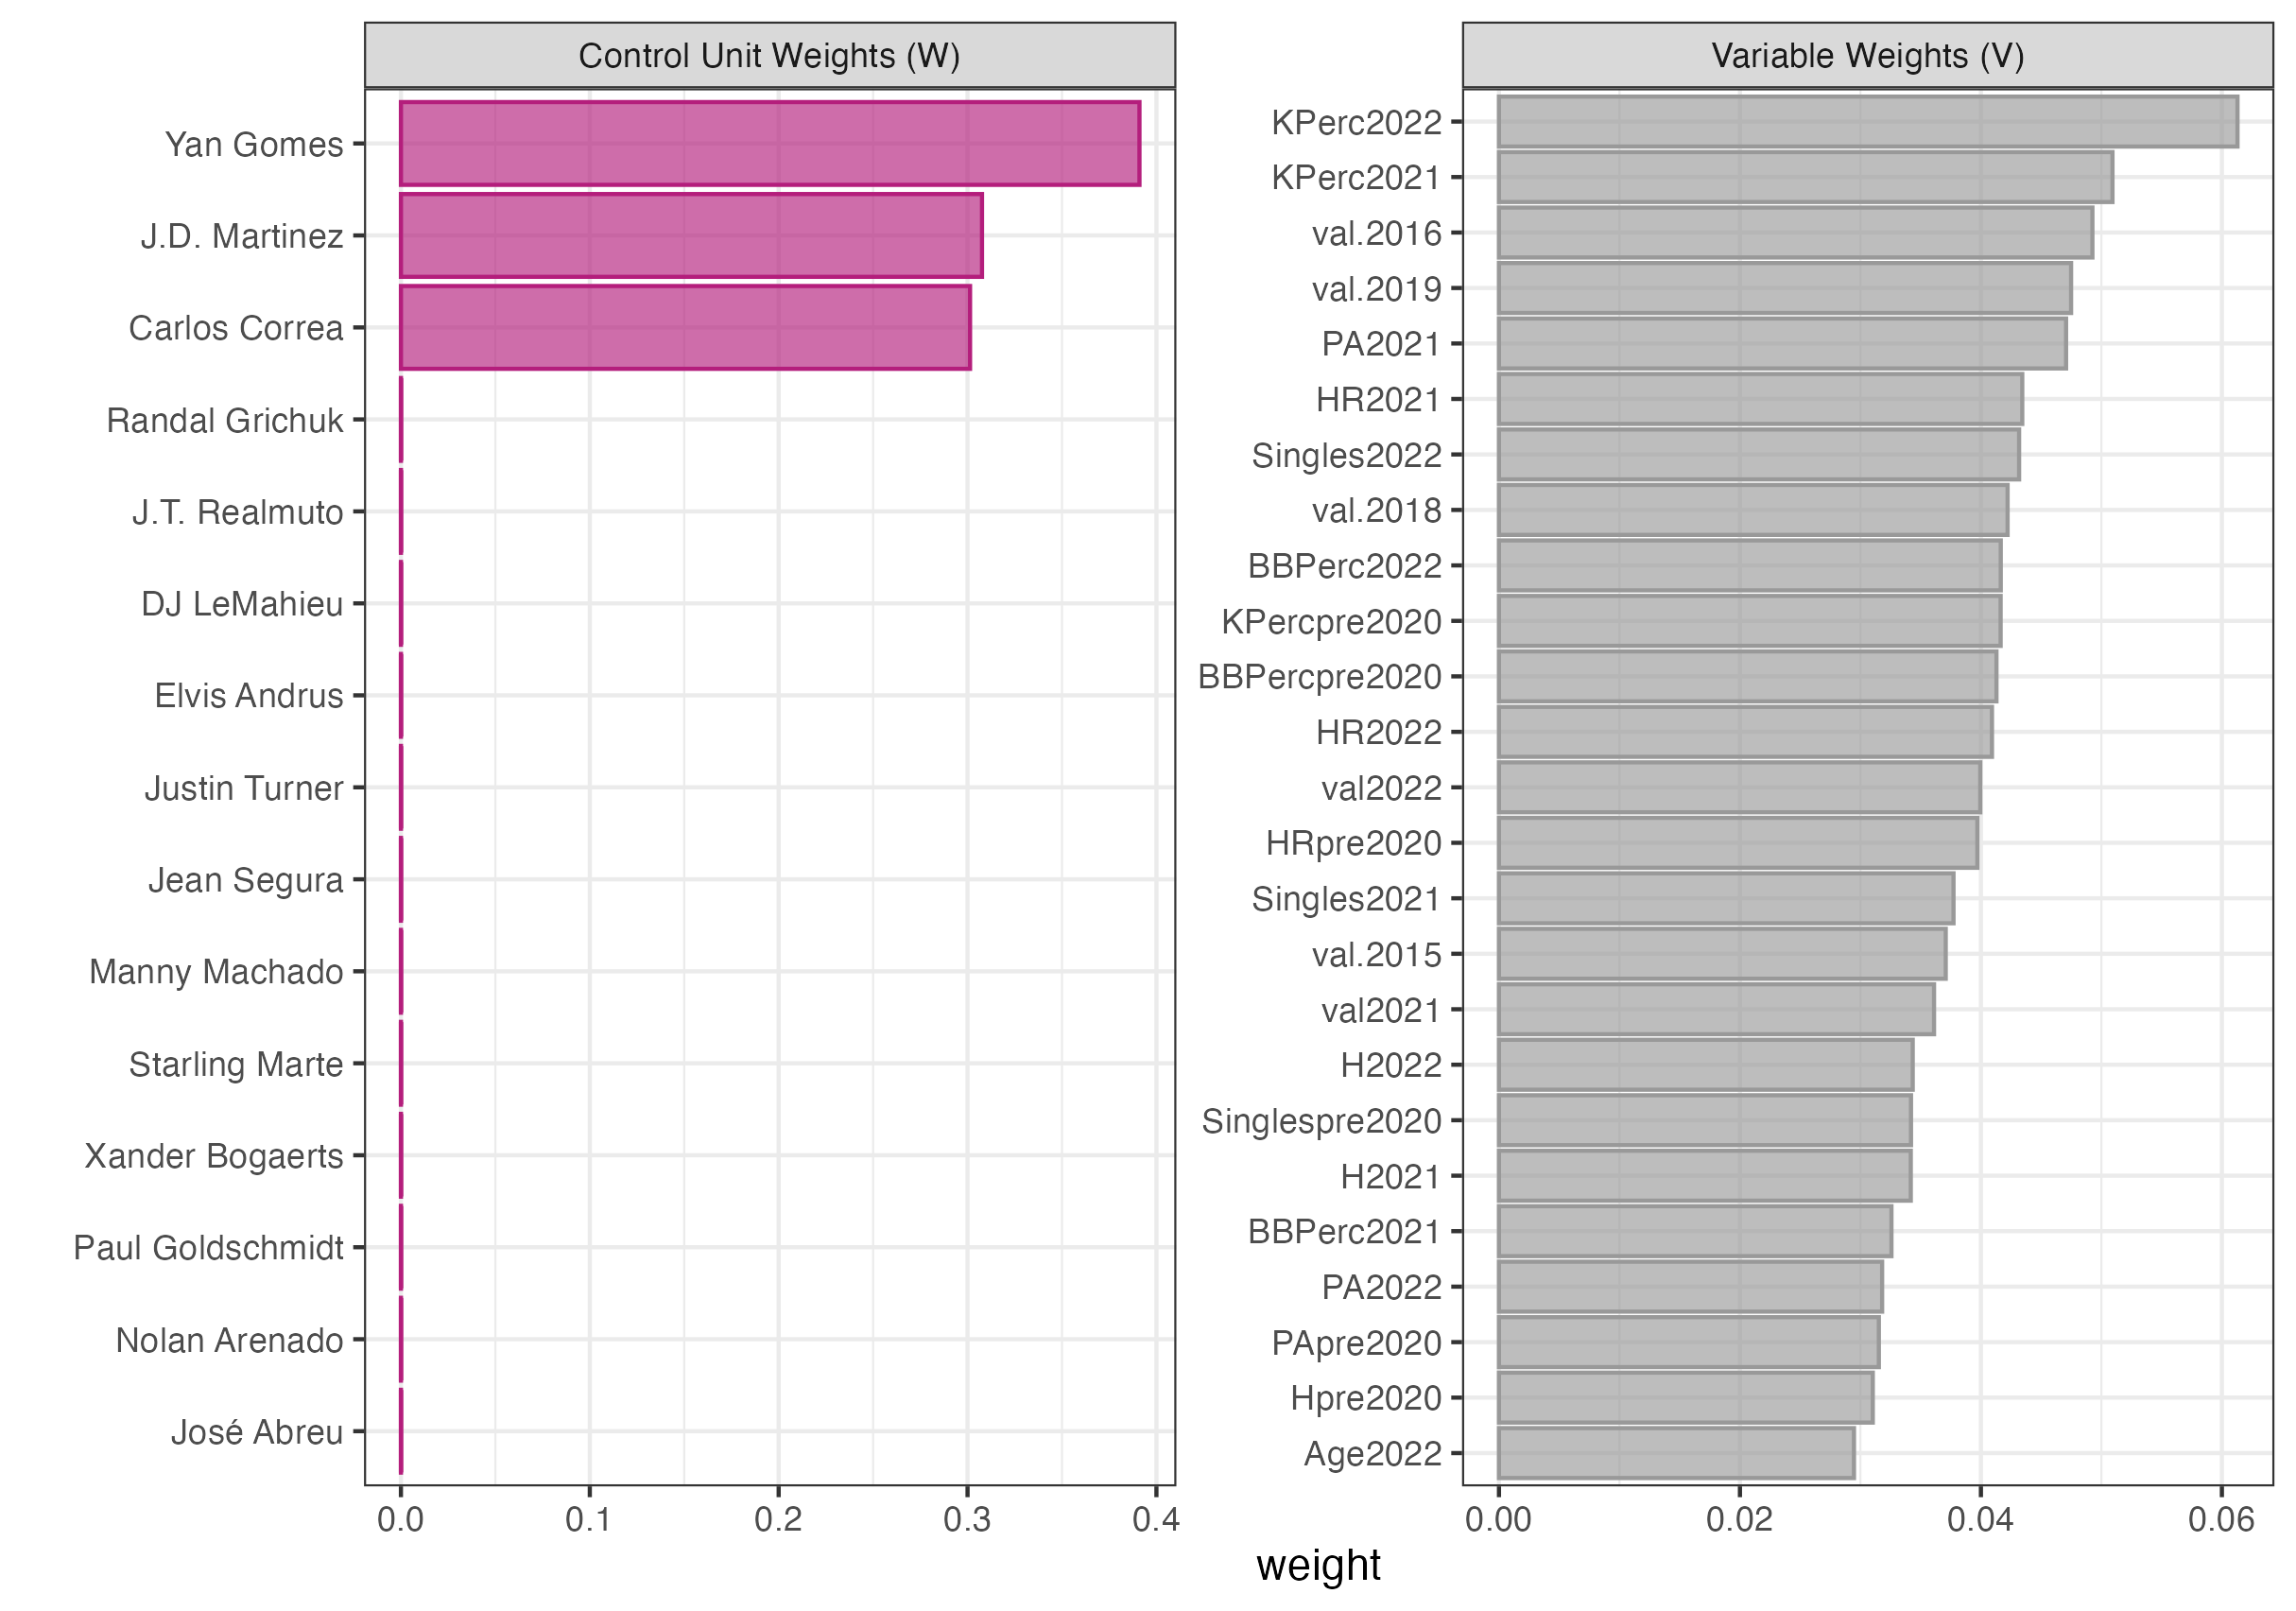 Control Unit Weights (W)
Yan Gomes
J.D. Martinez
Carlos Correa
Randal Grichuk
J.T. Realmuto
DJ LeMahieu
Elvis Andrus
Justin Turner
Jean Segura
Manny Machado
Starling Marte
Xander Bogaerts
Paul Goldschmidt
Nolan Arenado
José Abreu
0.0 0.1 0.2 0.3 0.4
Variable Weights (V)
KPerc2022
KPerc2021
val.2016
val.2019
PA2021
HR2021
Singles2022
val.2018
BBPerc2022
KPercpre2020
BBPercpre2020
HR2022
val2022
HRpre2020
Singles2021
val.2015
val2021
H2022
Singlespre2020
H2021
BBPerc2021
PA2022
PApre2020
Hpre2020
Age2022
0.00 0.02 0.04 0.06
weight